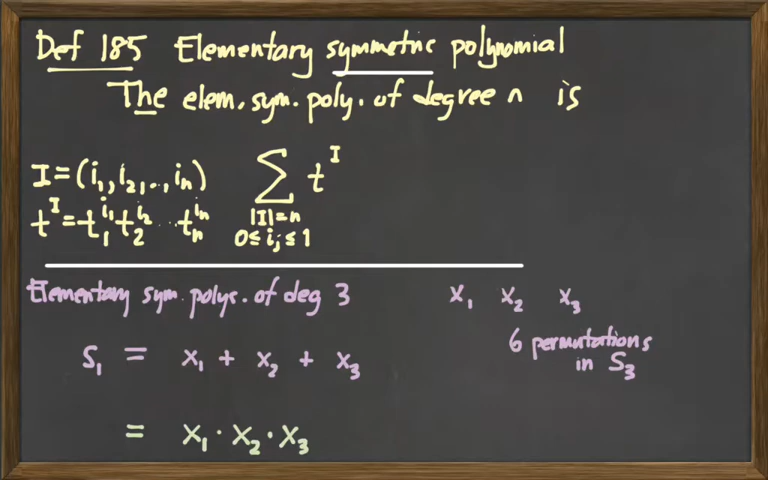 Def 185 Elementary symmetric polynomial
The elem. sym. poly. of degree n is
I = (i₁, i₂, .., iₙ) ∑ t^I
|I|=n
t^I = t₁^i₁ t₂^i₂ ... tₙ^iₙ 0 ≤ iⱼ ≤ 1
Elementary sym. polys. of deg 3 x₁ x₂ x₃
6 permutations
in S₃
S₁ = x₁ + x₂ + x₃
= x₁ · x₂ · x₃